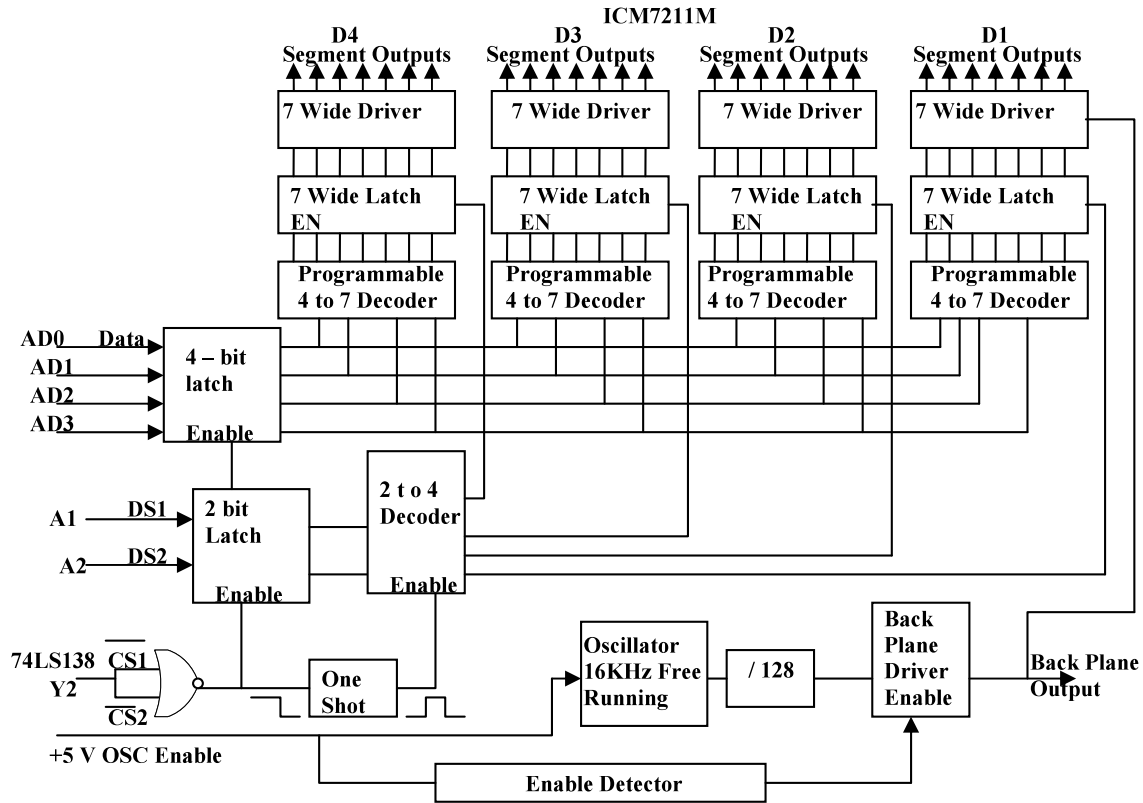 ICM7211M
D4 D3 D2 D1
Segment Outputs Segment Outputs Segment Outputs Segment Outputs
7 Wide Driver 7 Wide Driver 7 Wide Driver 7 Wide Driver
7 Wide Latch 7 Wide Latch 7 Wide Latch 7 Wide Latch
EN EN EN EN
Programmable Programmable Programmable Programmable
4 to 7 Decoder 4 to 7 Decoder 4 to 7 Decoder 4 to 7 Decoder
AD0 Data
AD1
AD2
AD3
4 – bit
latch
Enable
A1 DS1
A2 DS2
2 bit
Latch
Enable
2 t o 4
Decoder
Enable
74LS138
Y2
CS1
CS2
One
Shot
Oscillator
16KHz Free
Running
/ 128
Back
Plane
Driver
Enable
Back Plane
Output
+5 V OSC Enable
Enable Detector